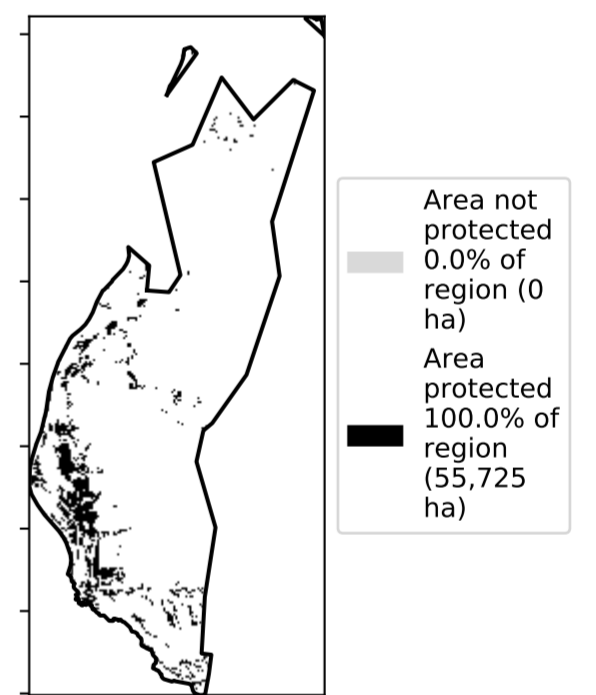 Area not
protected
0.0% of
region (0
ha)
Area
protected
100.0% of
region
(55,725
ha)